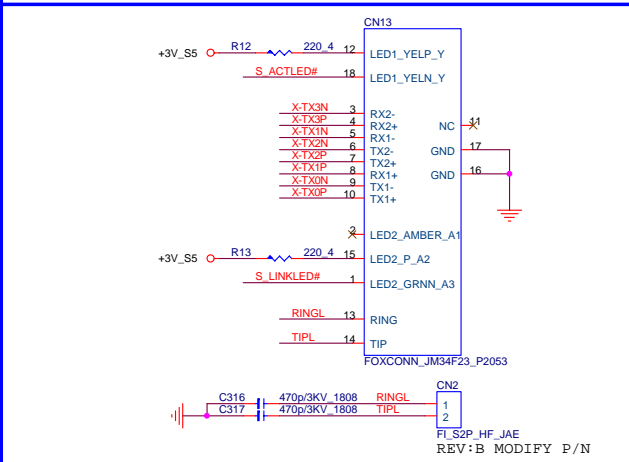 CN13
+3V_S5 R12 220_4 12 LED1_YELP_Y
S_ACTLED# 18 LED1_YELN_Y
X-TX3N 3 RX2-
X-TX3P 4 RX2+ NC 11
X-TX1N 5 RX1-
X-TX2N 6 TX2- GND 17
X-TX2P 7 TX2+
X-TX1P 8 RX1+ GND 16
X-TX0N 9 TX1-
X-TX0P 10 TX1+
2 LED2_AMBER_A1
+3V_S5 R13 220_4 15 LED2_P_A2
S_LINKLED# 1 LED2_GRNN_A3
RINGL 13 RING
TIPL 14 TIP
FOXCONN_JM34F23_P2053
CN2
C316 470p/3KV_1808 RINGL 1
C317 470p/3KV_1808 TIPL 2
FI_S2P_HF_JAE
REV:B MODIFY P/N